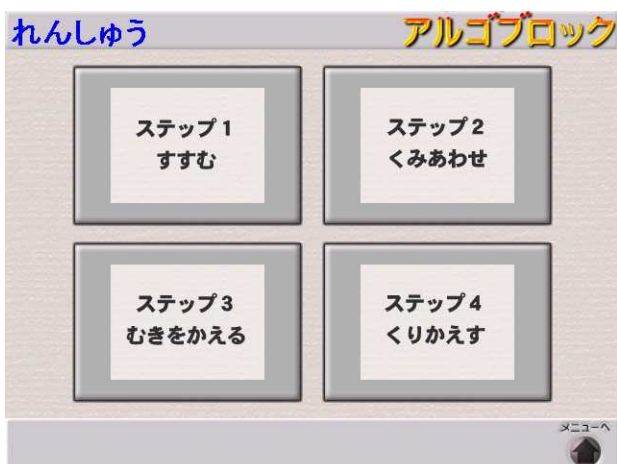 れんしゅう
アルゴブロック
ステップ１
すすむ
ステップ２
くみあわせ
ステップ３
むきをかえる
ステップ４
くりかえす
メニューへ